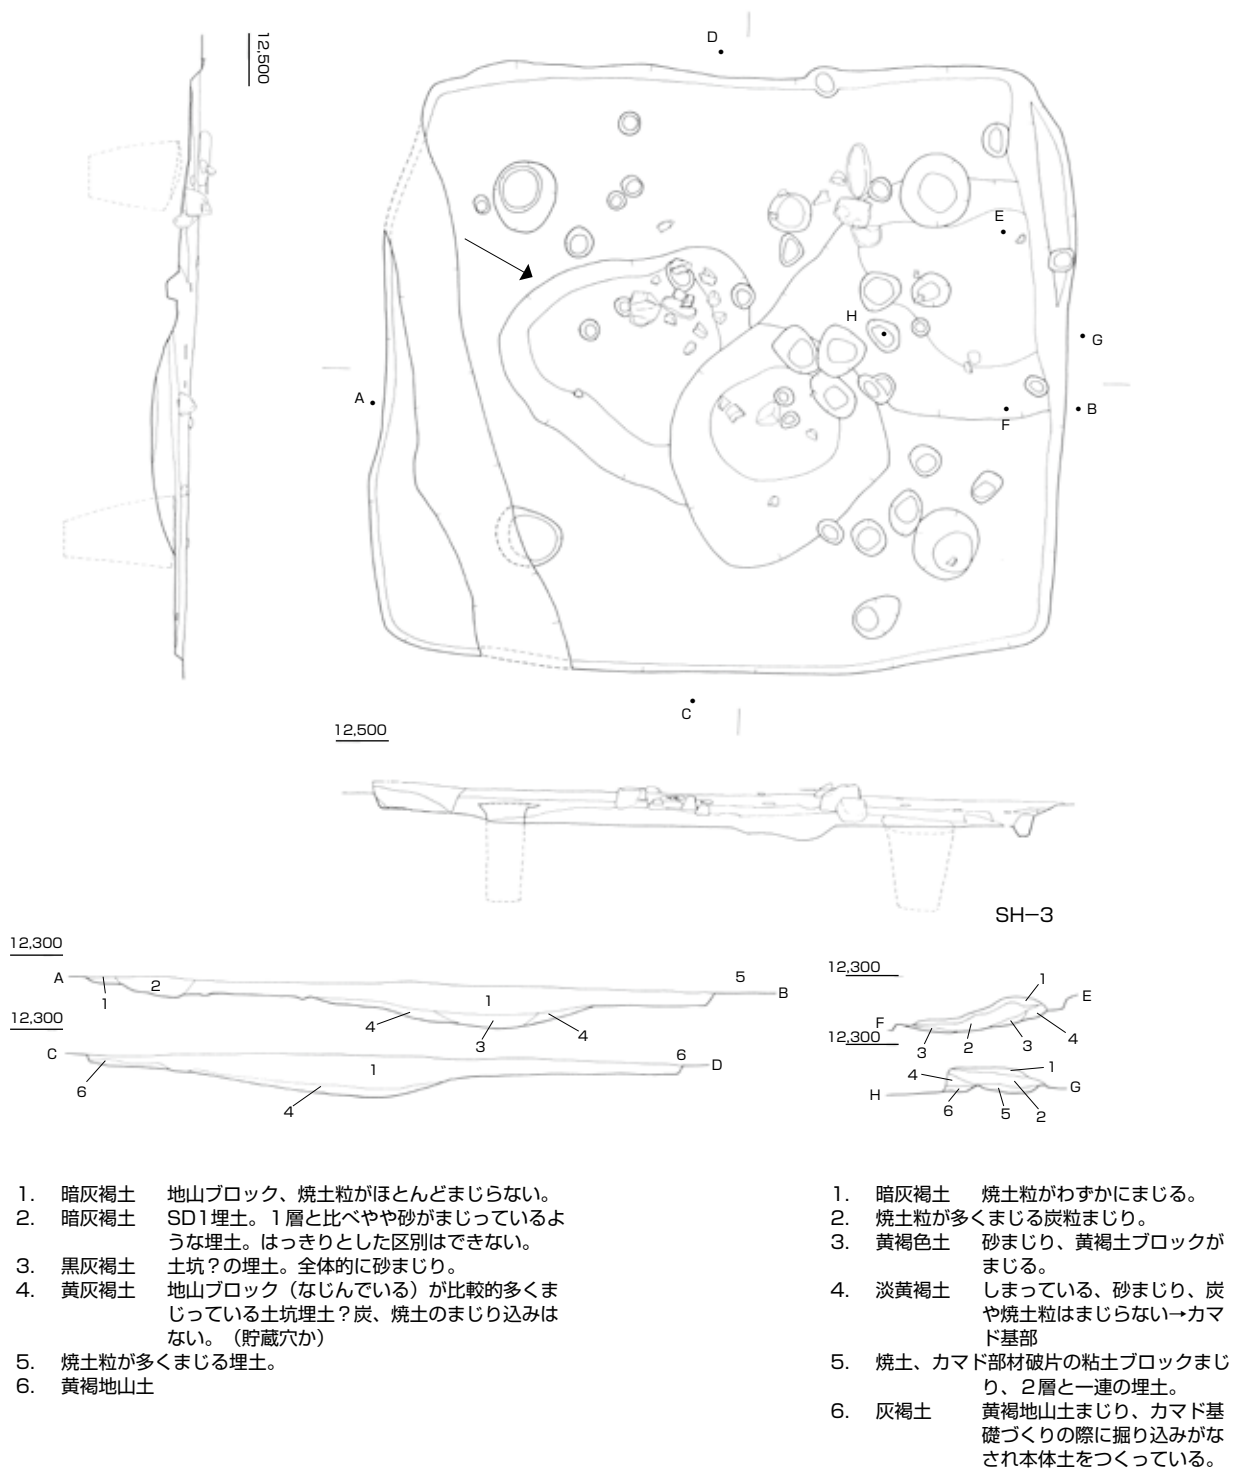 12,500
D
E
H
G
A
B
F
C
12,500
SH−3
12,300
A
1
2
5
B
1
4
3
4
12,300
C
6
D
1
6
4
12,300
1
E
F
3
2
3
4
12,300
4
1
H
G
6
5
2
1. 暗灰褐土 地山ブロック、焼土粒がほとんどまじらない。
2. 暗灰褐土 SD1埋土。1層と比べやや砂がまじっているよ
うな埋土。はっきりとした区別はできない。
3. 黒灰褐土 土坑？の埋土。全体的に砂まじり。
4. 黄灰褐土 地山ブロック（なじんでいる）が比較的多くま
じっている土坑埋土？炭、焼土のまじり込みは
ない。（貯蔵穴か）
5. 焼土粒が多くまじる埋土。
6. 黄褐地山土
1. 暗灰褐土 焼土粒がわずかにまじる。
2. 焼土粒が多くまじる炭粒まじり。
3. 黄褐色土 砂まじり、黄褐土ブロックが
まじる。
4. 淡黄褐土 しまっている、砂まじり、炭
や焼土粒はまじらない→カマ
ド基部
5. 焼土、カマド部材破片の粘土ブロックまじ
り、２層と一連の埋土。
6. 灰褐土 黄褐地山土まじり、カマド基
礎づくりの際に掘り込みがな
され本体土をつくっている。